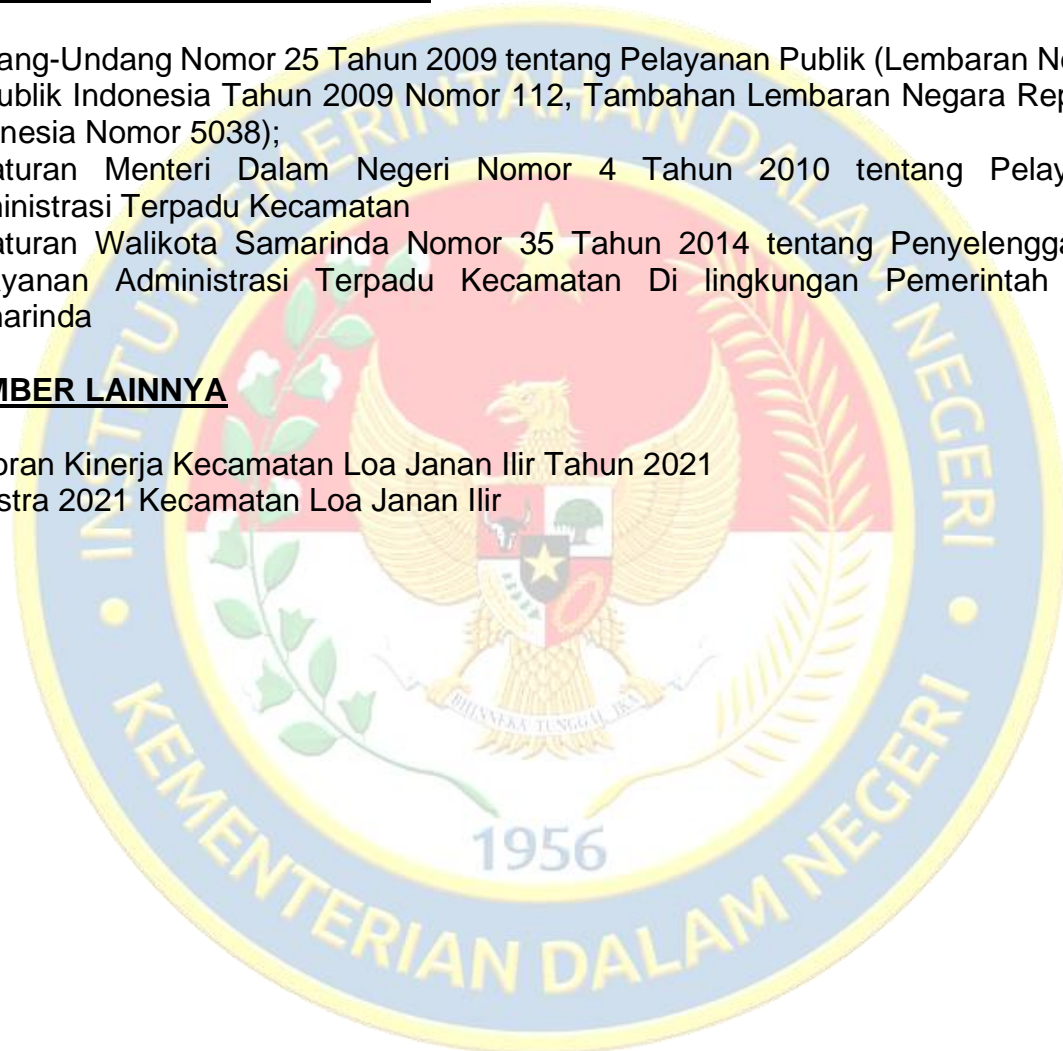 ang-Undang Nomor 25 Tahun 2009 tentang Pelayanan Publik (Lembaran Ne
ublik Indonesia Tahun 2009 Nomor 112, Tambahan Lembaran Negara Rep
nesia Nomor 5038);
aturan Menteri Dalam Negeri Nomor 4 Tahun 2010 tentang Pelay
inistrasi Terpadu Kecamatan
aturan Walikota Samarinda Nomor 35 Tahun 2014 tentang Penyelengga
ayanan Administrasi Terpadu Kecamatan Di lingkungan Pemerintah
marinda
MBER LAINNYA
oran Kinerja Kecamatan Loa Janan Ilir Tahun 2021
stra 2021 Kecamatan Loa Janan Ilir
INSTITUT PEMERINTAHAN DALAM NEGERI
BHINNEKA TUNGGAL IKA
1956
KEMENTERIAN DALAM NEGERI